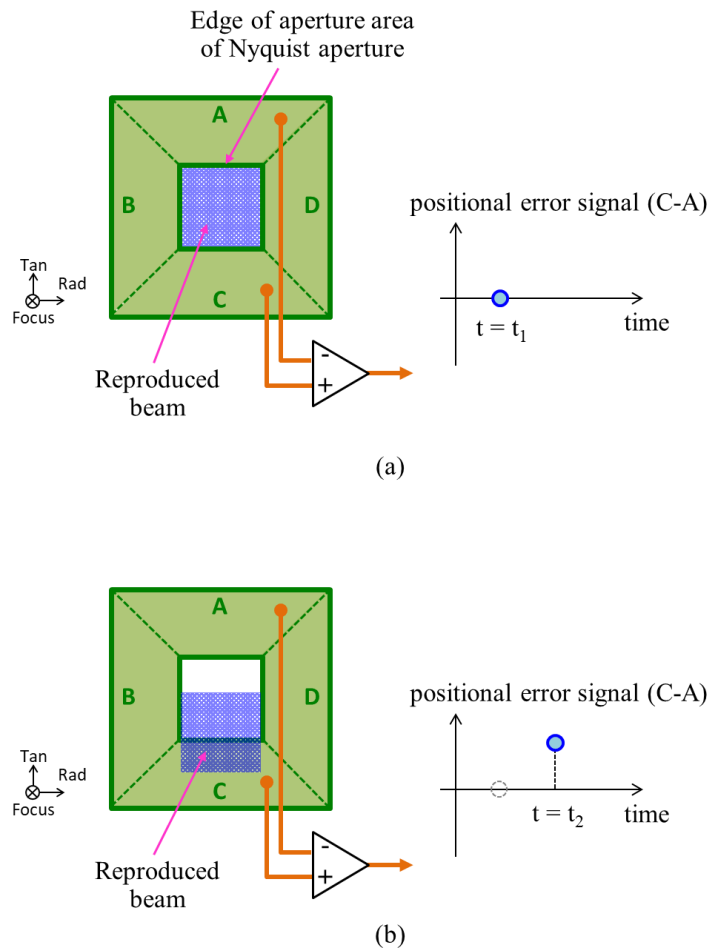 Edge of aperture area
of Nyquist aperture
A
B
D
C
Tan
Rad
Focus
Reproduced
beam
-
+
positional error signal (C-A)
time
t = t₁
(a)
A
B
D
C
Tan
Rad
Focus
Reproduced
beam
-
+
positional error signal (C-A)
time
t = t₂
(b)